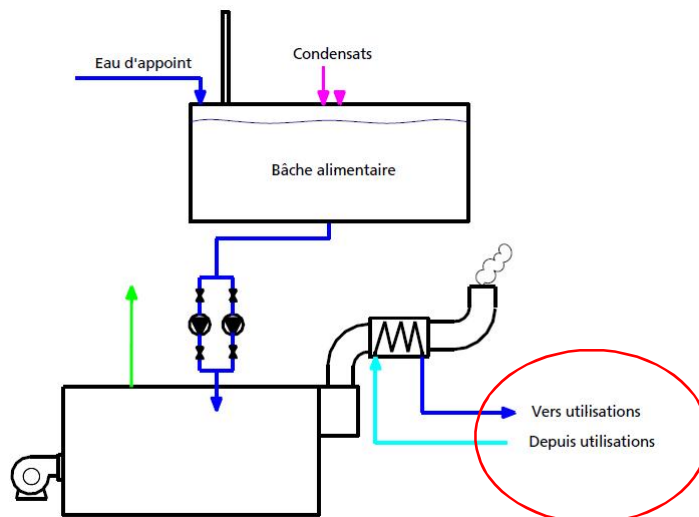 Eau d'appoint
Condensats
Bâche alimentaire
Vers utilisations
Depuis utilisations